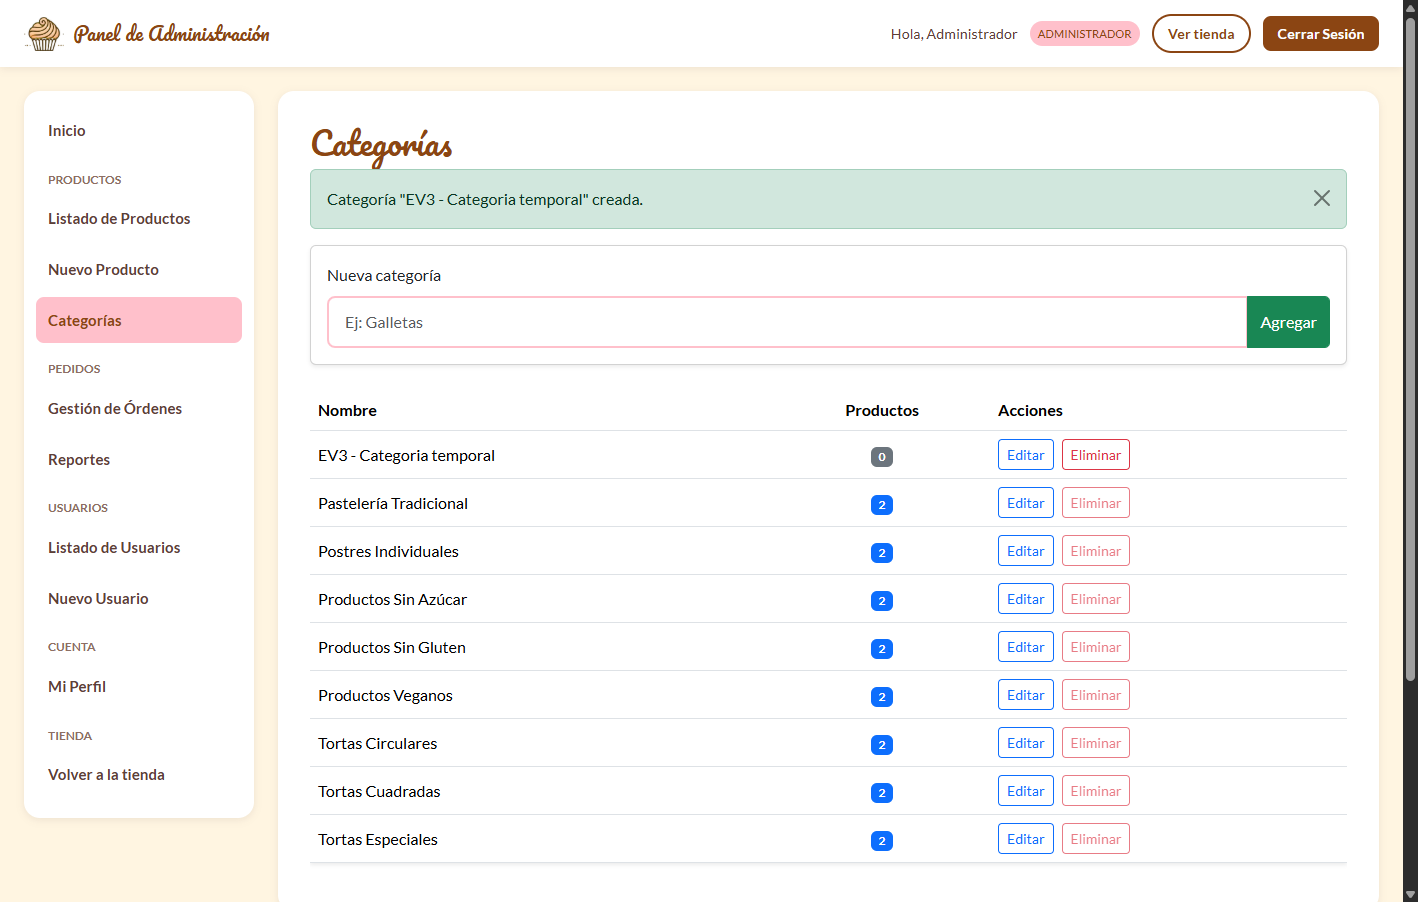 Panel de Administración
Hola, Administrador
ADMINISTRADOR
Ver tienda
Cerrar Sesión
Inicio
PRODUCTOS
Listado de Productos
Nuevo Producto
Categorías
PEDIDOS
Gestión de Órdenes
Reportes
USUARIOS
Listado de Usuarios
Nuevo Usuario
CUENTA
Mi Perfil
TIENDA
Volver a la tienda
Categorías
Categoría "EV3 - Categoria temporal" creada.
Nueva categoría
Ej: Galletas
Agregar
Nombre Productos Acciones
EV3 - Categoria temporal 0 Editar Eliminar
Pastelería Tradicional 2 Editar Eliminar
Postres Individuales 2 Editar Eliminar
Productos Sin Azúcar 2 Editar Eliminar
Productos Sin Gluten 2 Editar Eliminar
Productos Veganos 2 Editar Eliminar
Tortas Circulares 2 Editar Eliminar
Tortas Cuadradas 2 Editar Eliminar
Tortas Especiales 2 Editar Eliminar